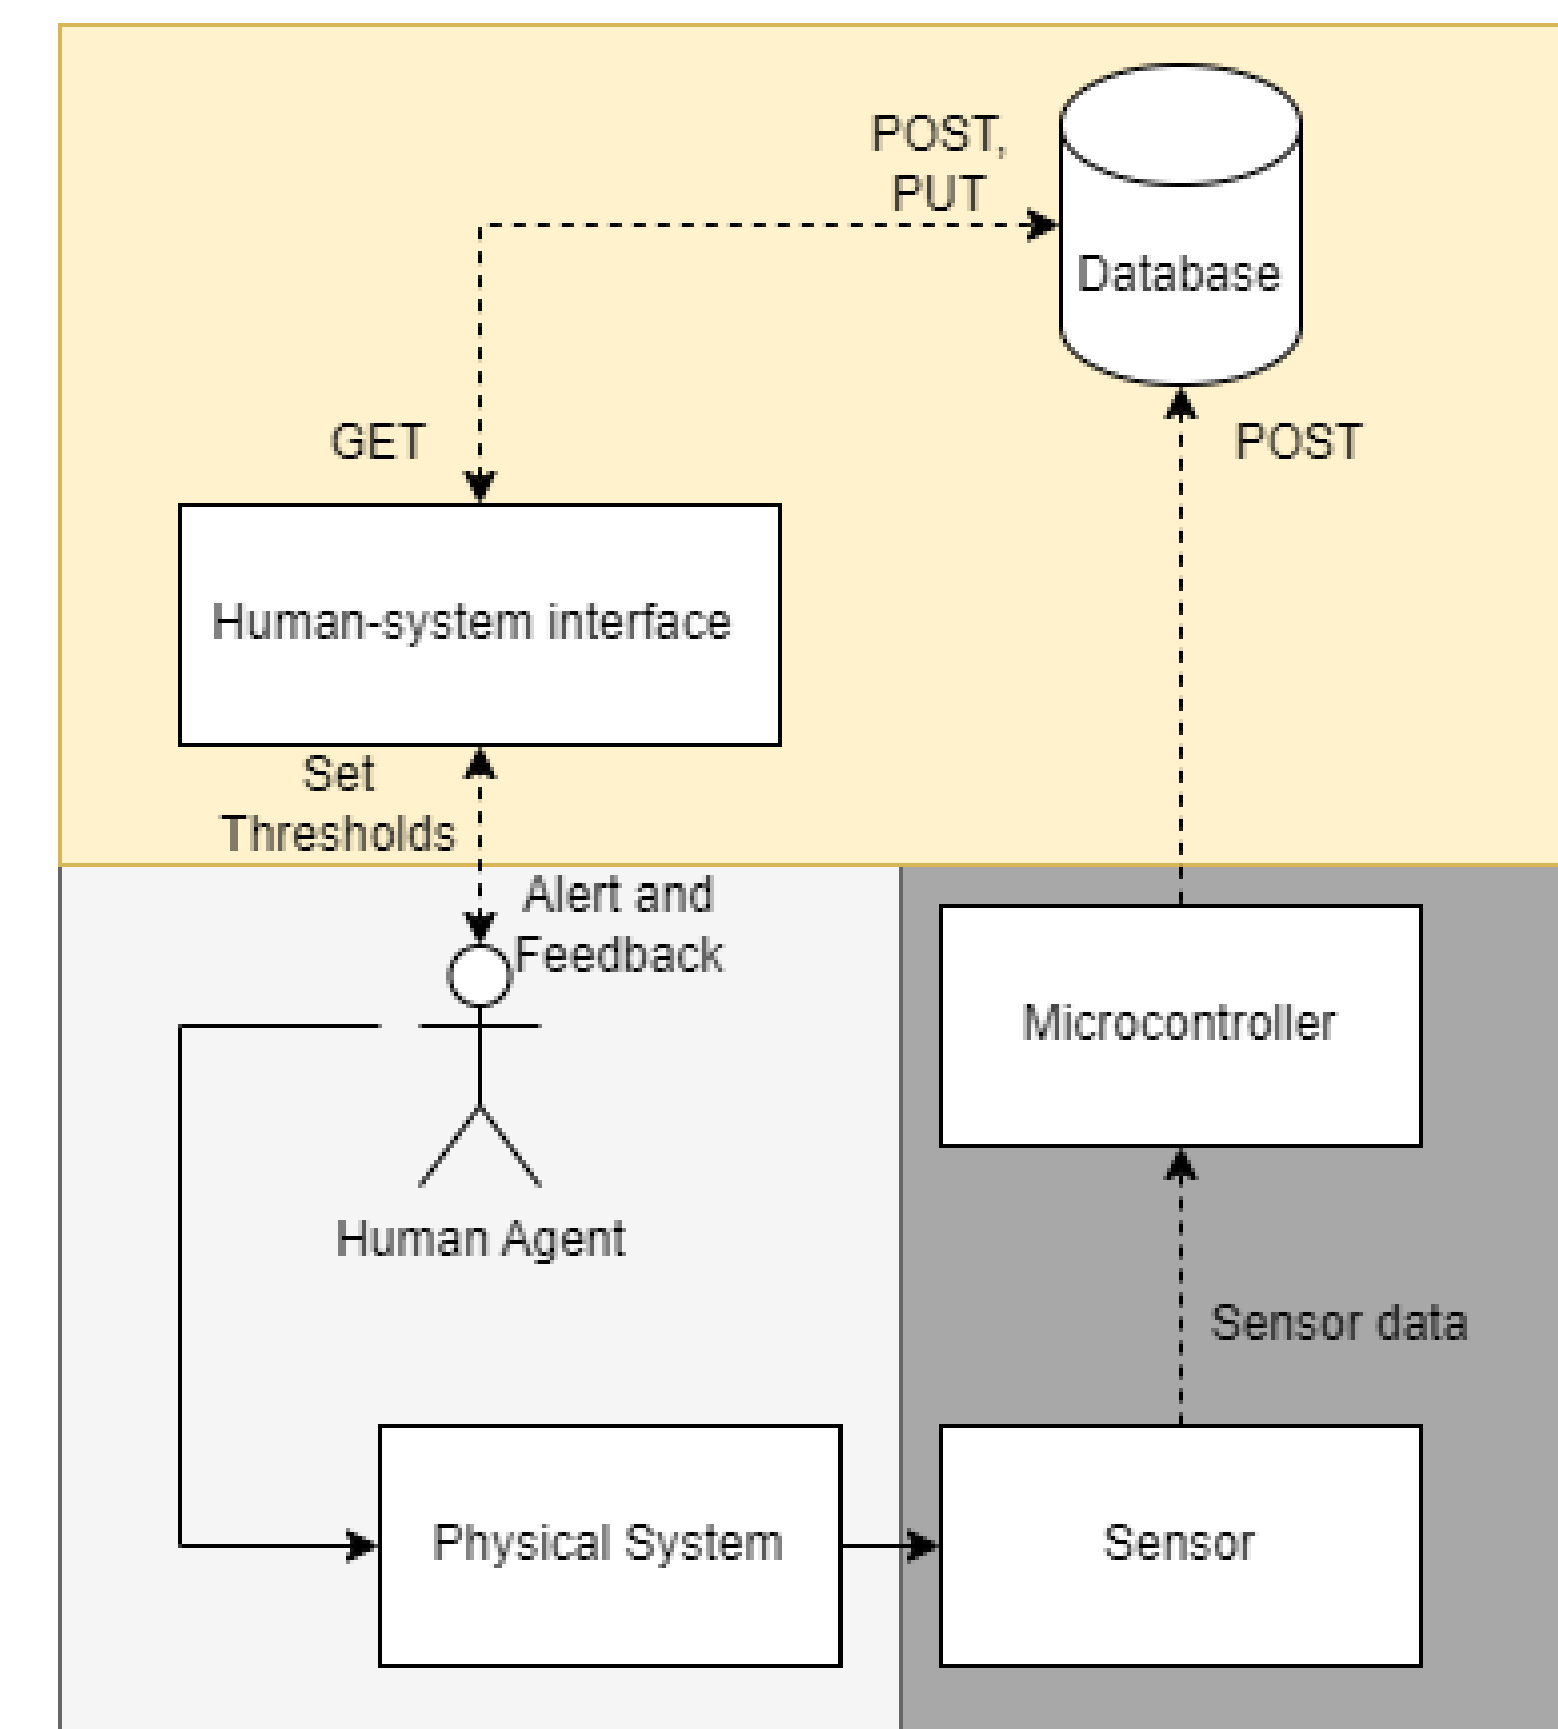 POST,
PUT
Database
GET
POST
Human-system interface
Set
Thresholds
Alert and
Feedback
Microcontroller
Human Agent
Sensor data
Physical System
Sensor